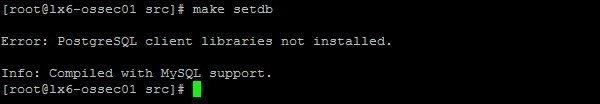 [root@lx6-ossec01 src]# make setdb
Error: PostgreSQL client libraries not installed.
Info: Compiled with MySQL support.
[root@lx6-ossec01 src]#